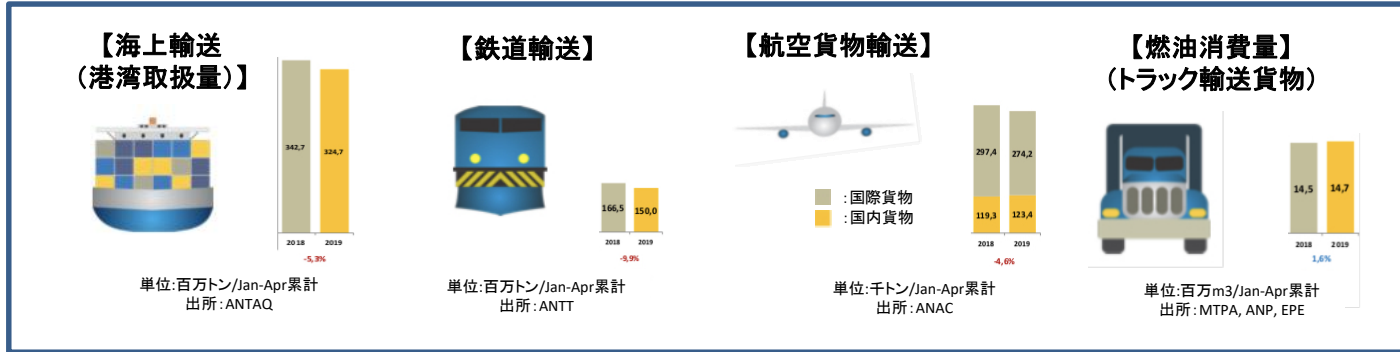 【海上輸送
（港湾取扱量）】
342,7
324,7
2018
2019
-5,3%
単位:百万トン/Jan-Apr累計
出所：ANTAQ
【鉄道輸送】
166,5
150,0
2018
2019
-9,9%
単位:百万トン/Jan-Apr累計
出所：ANTT
【航空貨物輸送】
：国際貨物
：国内貨物
297,4
274,2
119,3
123,4
2018
2019
-4,6%
単位:千トン/Jan-Apr累計
出所：ANAC
【燃油消費量】
（トラック輸送貨物）
14,5
14,7
2018
2019
1,6%
単位:百万m3/Jan-Apr累計
出所：MTPA, ANP, EPE